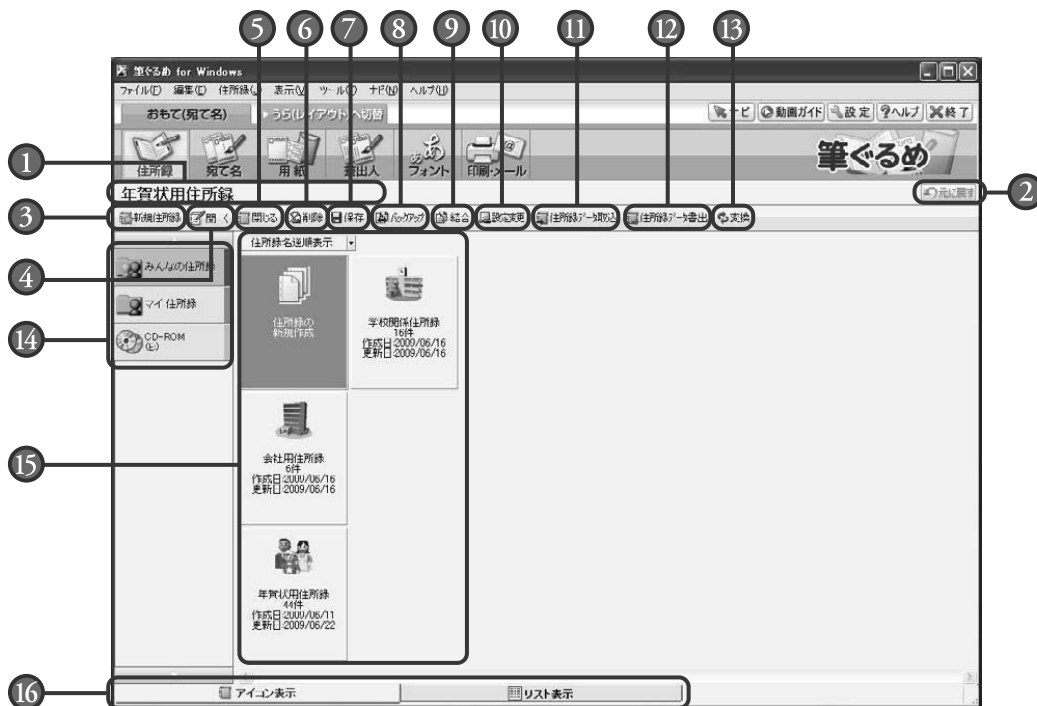 5 6 7 8 9 10 11 12 13
筆ぐるめ for Windows
ファイル(F) 編集(E) 住所録(J) 表示(V) ツール(T) ナビ(N) ヘルプ(H)
おもて(宛て名) うら(レイアウト)へ切替 ナビ 動画ガイド 設定 ?ヘルプ 終了
住所録 宛て名 用紙 差出人 フォント 印刷・メール 筆ぐるめ
1
年賀状用住所録 元に戻す 2
3 新規住所録 開く 閉じる 削除 保存 バックアップ 結合 設定変更 住所録データ取込 住所録データ書出 変換
住所録名逆順表示
4 みんなの住所録
マイ住所録
14 CD-ROM
(E:)
住所録の
新規作成
学校関係住所録
16件
作成日:2009/06/16
更新日:2009/06/16
15
会社用住所録
6件
作成日:2009/06/16
更新日:2009/06/16
年賀状用住所録
44件
作成日:2009/06/11
更新日:2009/06/22
16 アイコン表示 リスト表示